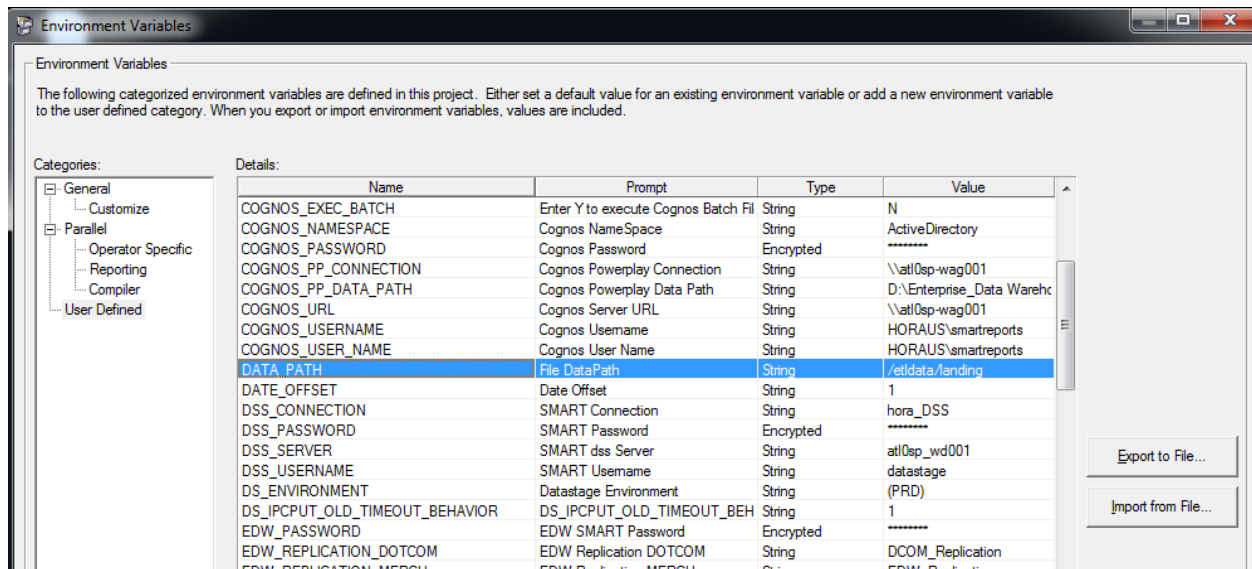 Environment Variables
Environment Variables
The following categorized environment variables are defined in this project. Either set a default value for an existing environment variable or add a new environment variable
to the user defined category. When you export or import environment variables, values are included.
Categories:
Details:
General
Customize
Parallel
Operator Specific
Reporting
Compiler
User Defined
Name Prompt Type Value
COGNOS_EXEC_BATCH Enter Y to execute Cognos Batch Fil String N
COGNOS_NAMESPACE Cognos NameSpace String ActiveDirectory
COGNOS_PASSWORD Cognos Password Encrypted ********
COGNOS_PP_CONNECTION Cognos Powerplay Connection String \\atl0sp-wag001
COGNOS_PP_DATA_PATH Cognos Powerplay Data Path String D:\Enterprise_Data Wareho
COGNOS_URL Cognos Server URL String \\atl0sp-wag001
COGNOS_USERNAME Cognos Username String HORAUS\smartreports
COGNOS_USER_NAME Cognos User Name String HORAUS\smartreports
DATA_PATH File DataPath String /etldata/landing
DATE_OFFSET Date Offset String 1
DSS_CONNECTION SMART Connection String hora_DSS
DSS_PASSWORD SMART Password Encrypted ********
DSS_SERVER SMART dss Server String atl0sp_wd001
DSS_USERNAME SMART Username String datastage
DS_ENVIRONMENT Datastage Environment String (PRD)
DS_IPCPUT_OLD_TIMEOUT_BEHAVIOR DS_IPCPUT_OLD_TIMEOUT_BEH String 1
EDW_PASSWORD EDW SMART Password Encrypted ********
EDW_REPLICATION_DOTCOM EDW Replication DOTCOM String DCOM_Replication
Export to File...
Import from File...